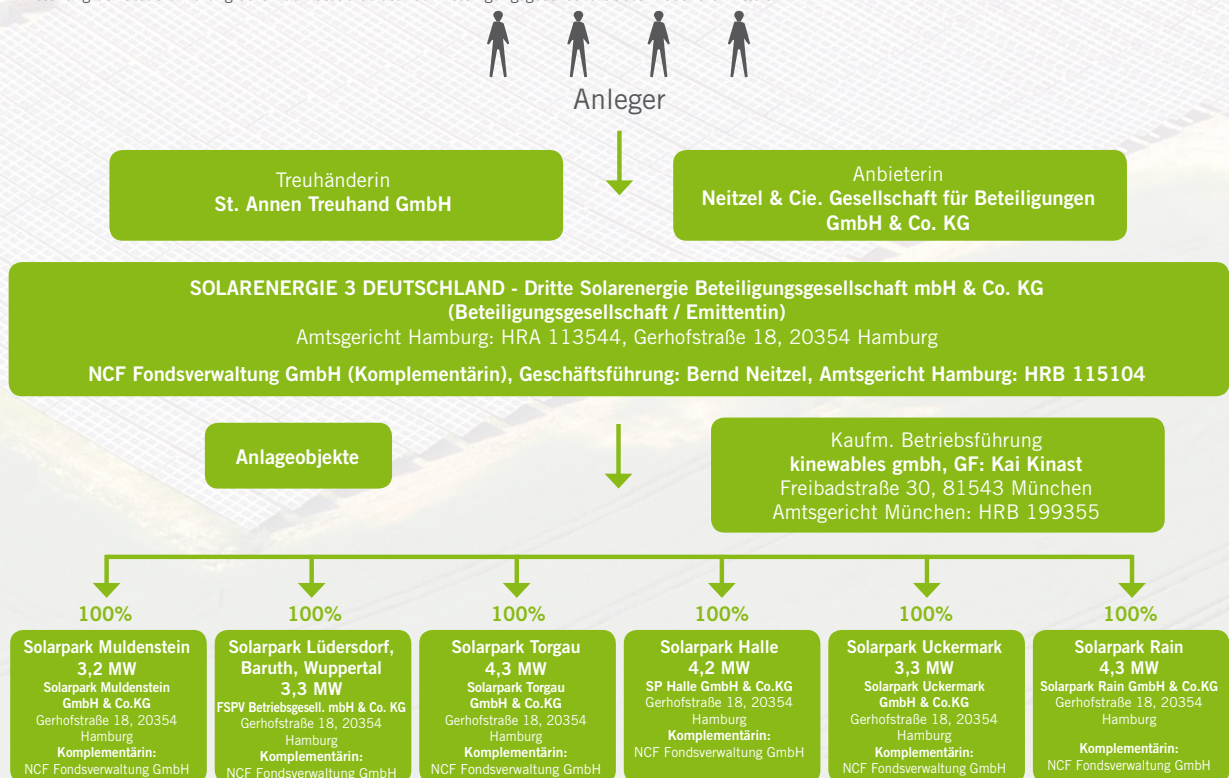 Anleger
Treuhänderin
St. Annen Treuhand GmbH
Anbieterin
Neitzel & Cie. Gesellschaft für Beteiligungen
GmbH & Co. KG
SOLARENERGIE 3 DEUTSCHLAND - Dritte Solarenergie Beteiligungsgesellschaft mbH & Co. KG
(Beteiligungsgesellschaft / Emittentin)
Amtsgericht Hamburg: HRA 113544, Gerhofstraße 18, 20354 Hamburg
NCF Fondsverwaltung GmbH (Komplementärin), Geschäftsführung: Bernd Neitzel, Amtsgericht Hamburg: HRB 115104
Anlageobjekte
Kaufm. Betriebsführung
kinewables gmbh, GF: Kai Kinast
Freibadstraße 30, 81543 München
Amtsgericht München: HRB 199355
100%
Solarpark Muldenstein
3,2 MW
Solarpark Muldenstein
GmbH & Co.KG
Gerhofstraße 18, 20354
Hamburg
Komplementärin:
NCF Fondsverwaltung GmbH
100%
Solarpark Lüdersdorf,
Baruth, Wuppertal
3,3 MW
FSPV Betriebsgesell. mbH & Co. KG
Gerhofstraße 18, 20354
Hamburg
Komplementärin:
NCF Fondsverwaltung GmbH
100%
Solarpark Torgau
4,3 MW
Solarpark Torgau
GmbH & Co.KG
Gerhofstraße 18, 20354
Hamburg
Komplementärin:
NCF Fondsverwaltung GmbH
100%
Solarpark Halle
4,2 MW
SP Halle GmbH & Co.KG
Gerhofstraße 18, 20354
Hamburg
Komplementärin:
NCF Fondsverwaltung GmbH
100%
Solarpark Uckermark
3,3 MW
Solarpark Uckermark
GmbH & Co.KG
Gerhofstraße 18, 20354
Hamburg
Komplementärin:
NCF Fondsverwaltung GmbH
100%
Solarpark Rain
4,3 MW
Solarpark Rain GmbH & Co.KG
Gerhofstraße 18, 20354
Hamburg
Komplementärin:
NCF Fondsverwaltung GmbH